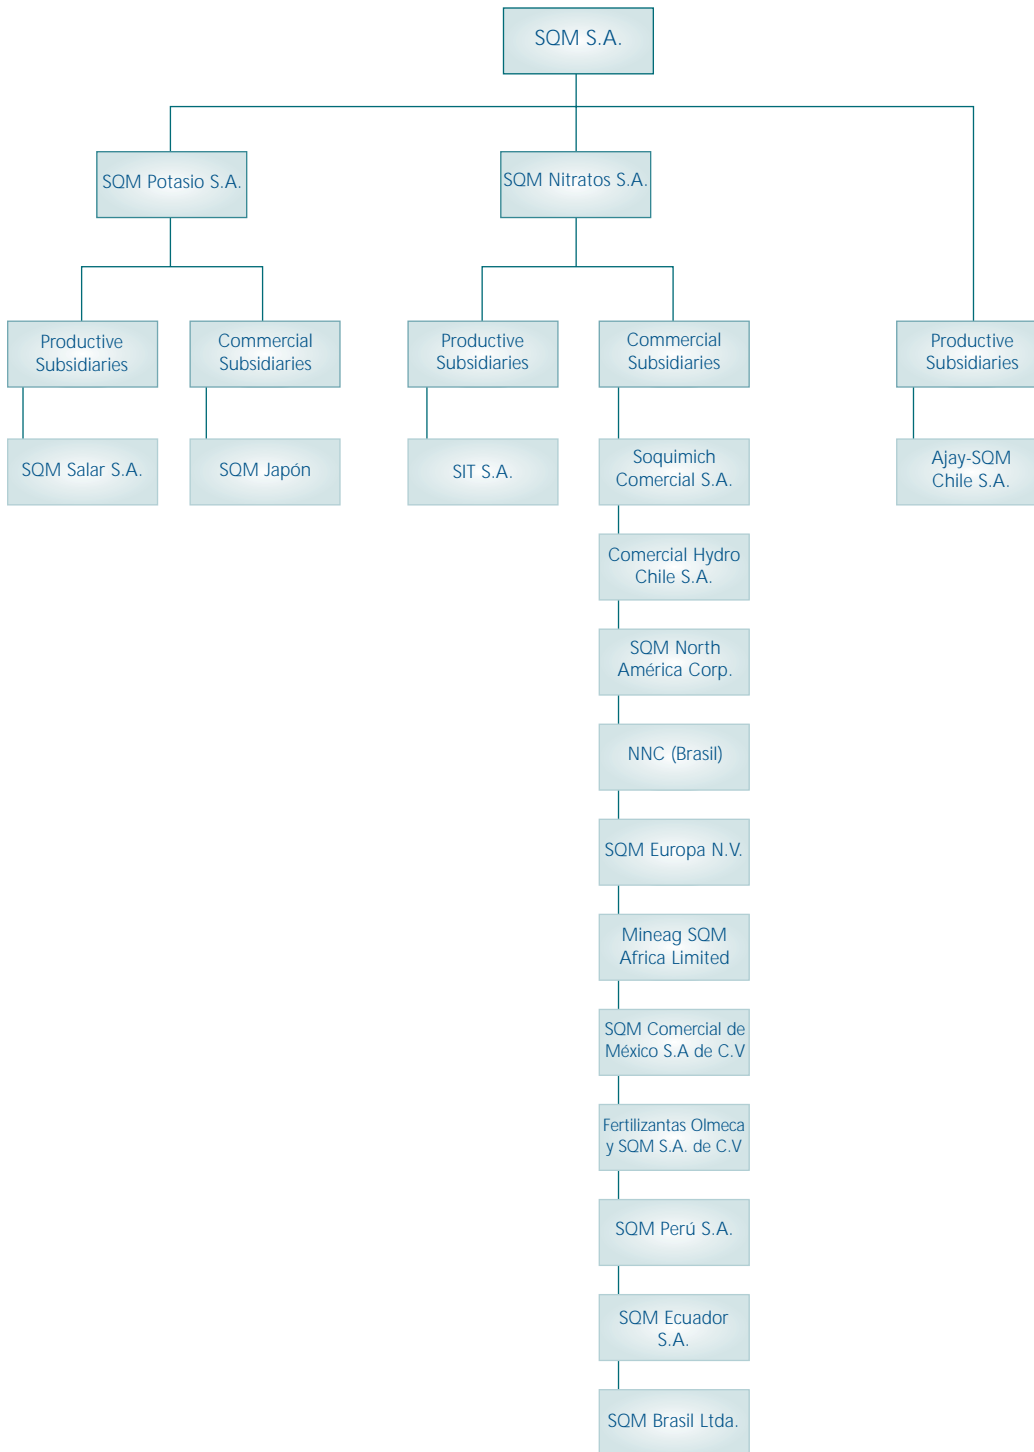 SQM S.A.
SQM Potasio S.A.
SQM Nitratos S.A.
Productive
Subsidiaries
Commercial
Subsidiaries
Productive
Subsidiaries
Commercial
Subsidiaries
Productive
Subsidiaries
SQM Salar S.A.
SQM Japón
SIT S.A.
Soquimich
Comercial S.A.
Ajay-SQM
Chile S.A.
Comercial Hydro
Chile S.A.
SQM North
América Corp.
NNC (Brasil)
SQM Europa N.V.
Mineag SQM
Africa Limited
SQM Comercial de
México S.A de C.V
Fertilizantas Olmeca
y SQM S.A. de C.V
SQM Perú S.A.
SQM Ecuador
S.A.
SQM Brasil Ltda.